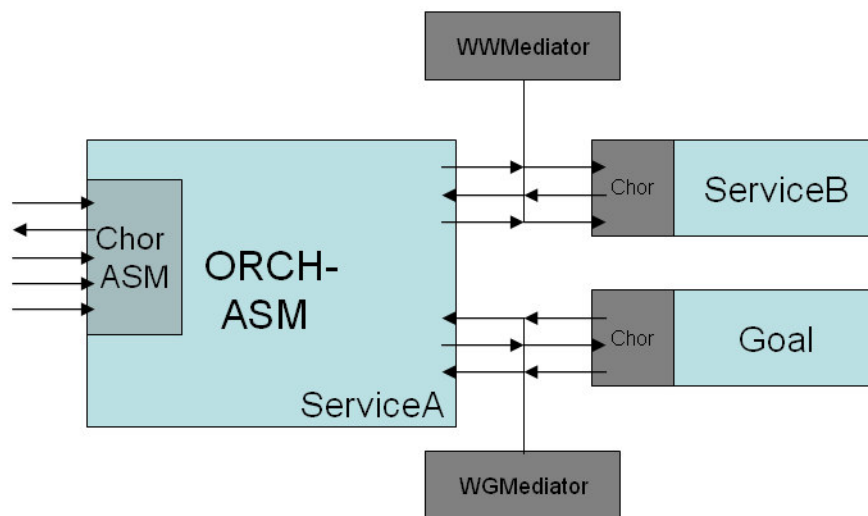 WWMediator
Chor
ServiceB
Chor
ASM
ORCH-
ASM
ServiceA
Chor
Goal
WGMediator